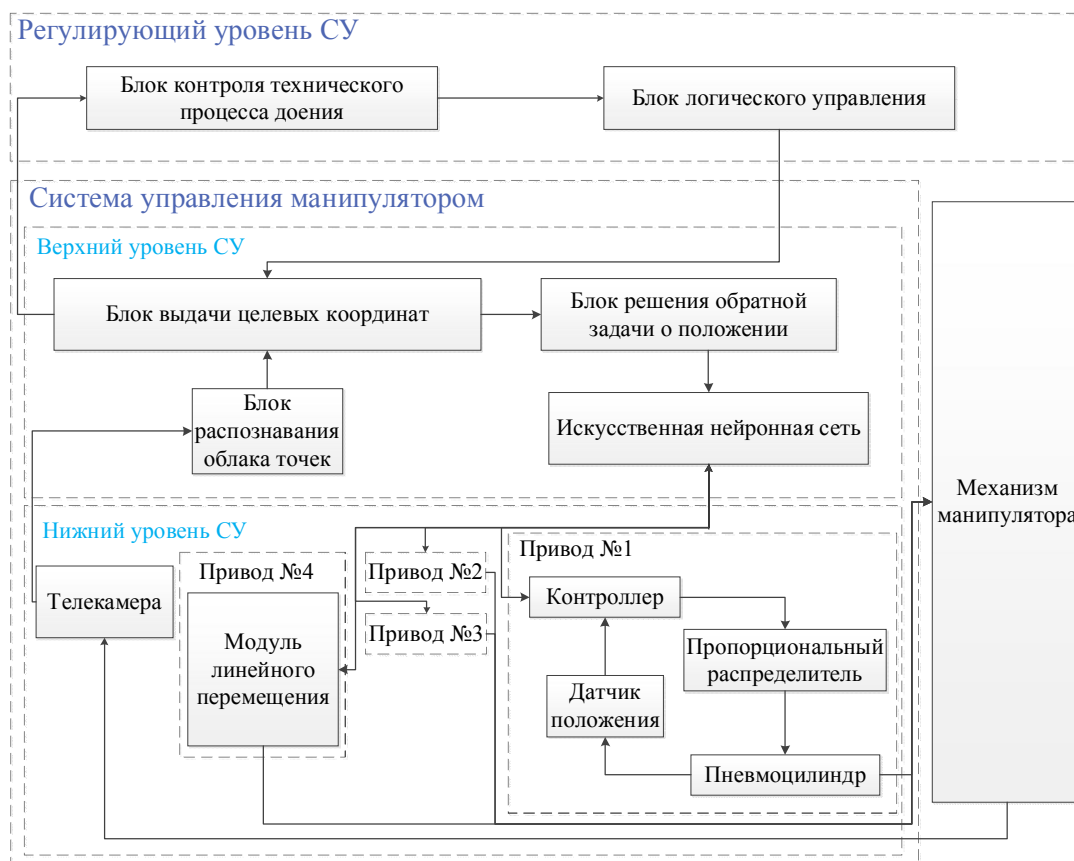 Регулирующий уровень СУ
Блок контроля технического
процесса доения
Блок логического управления
Система управления манипулятором
Верхний уровень СУ
Блок выдачи целевых координат
Блок решения обратной
задачи о положении
Блок
распознавания
облака точек
Искусственная нейронная сеть
Механизм
манипулятора
Нижний уровень СУ
Телекамера
Привод №4
Модуль
линейного
перемещения
Привод №2
Привод №3
Привод №1
Контроллер
Пропорциональный
распределитель
Датчик
положения
Пневмоцилиндр